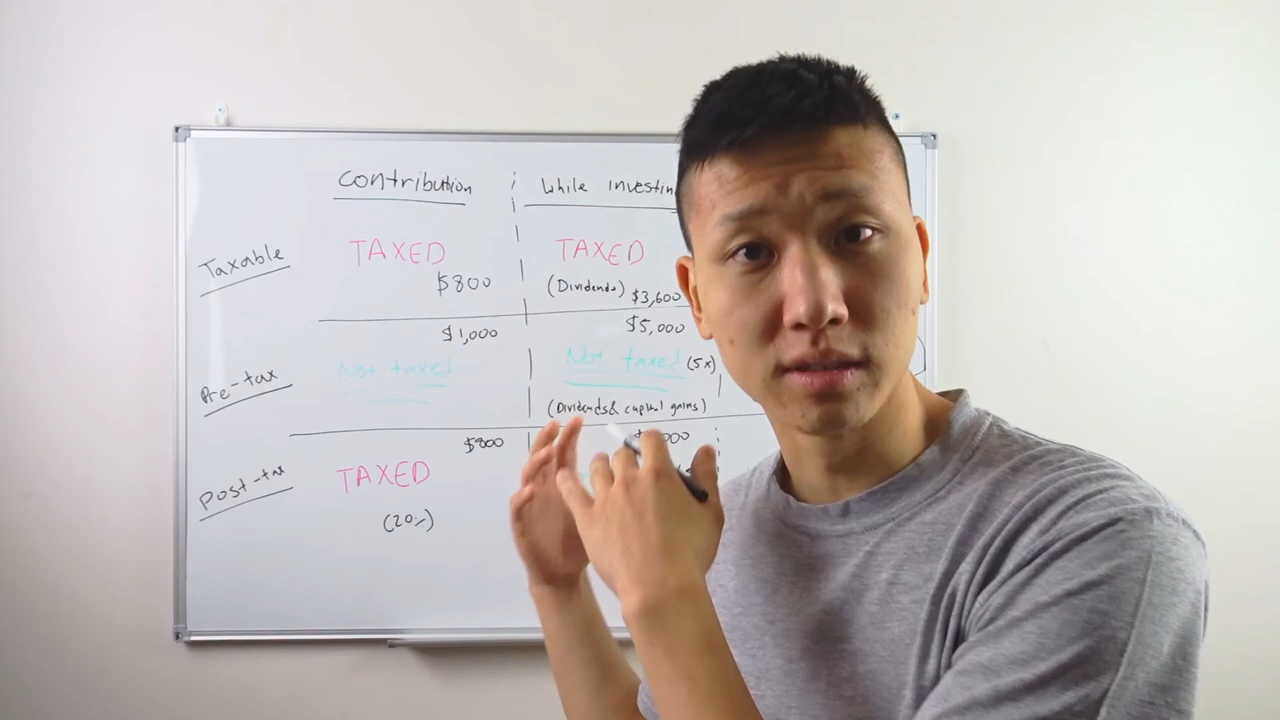 contribution
While investin
Taxable
TAXED
TAXED
$800
(Dividends)
$3,600
$1,000
$5,000
Pre-tax
Not taxed
Not taxed (5x)
(Dividends & capital gains)
$800
Post-tax
TAXED
(20%)